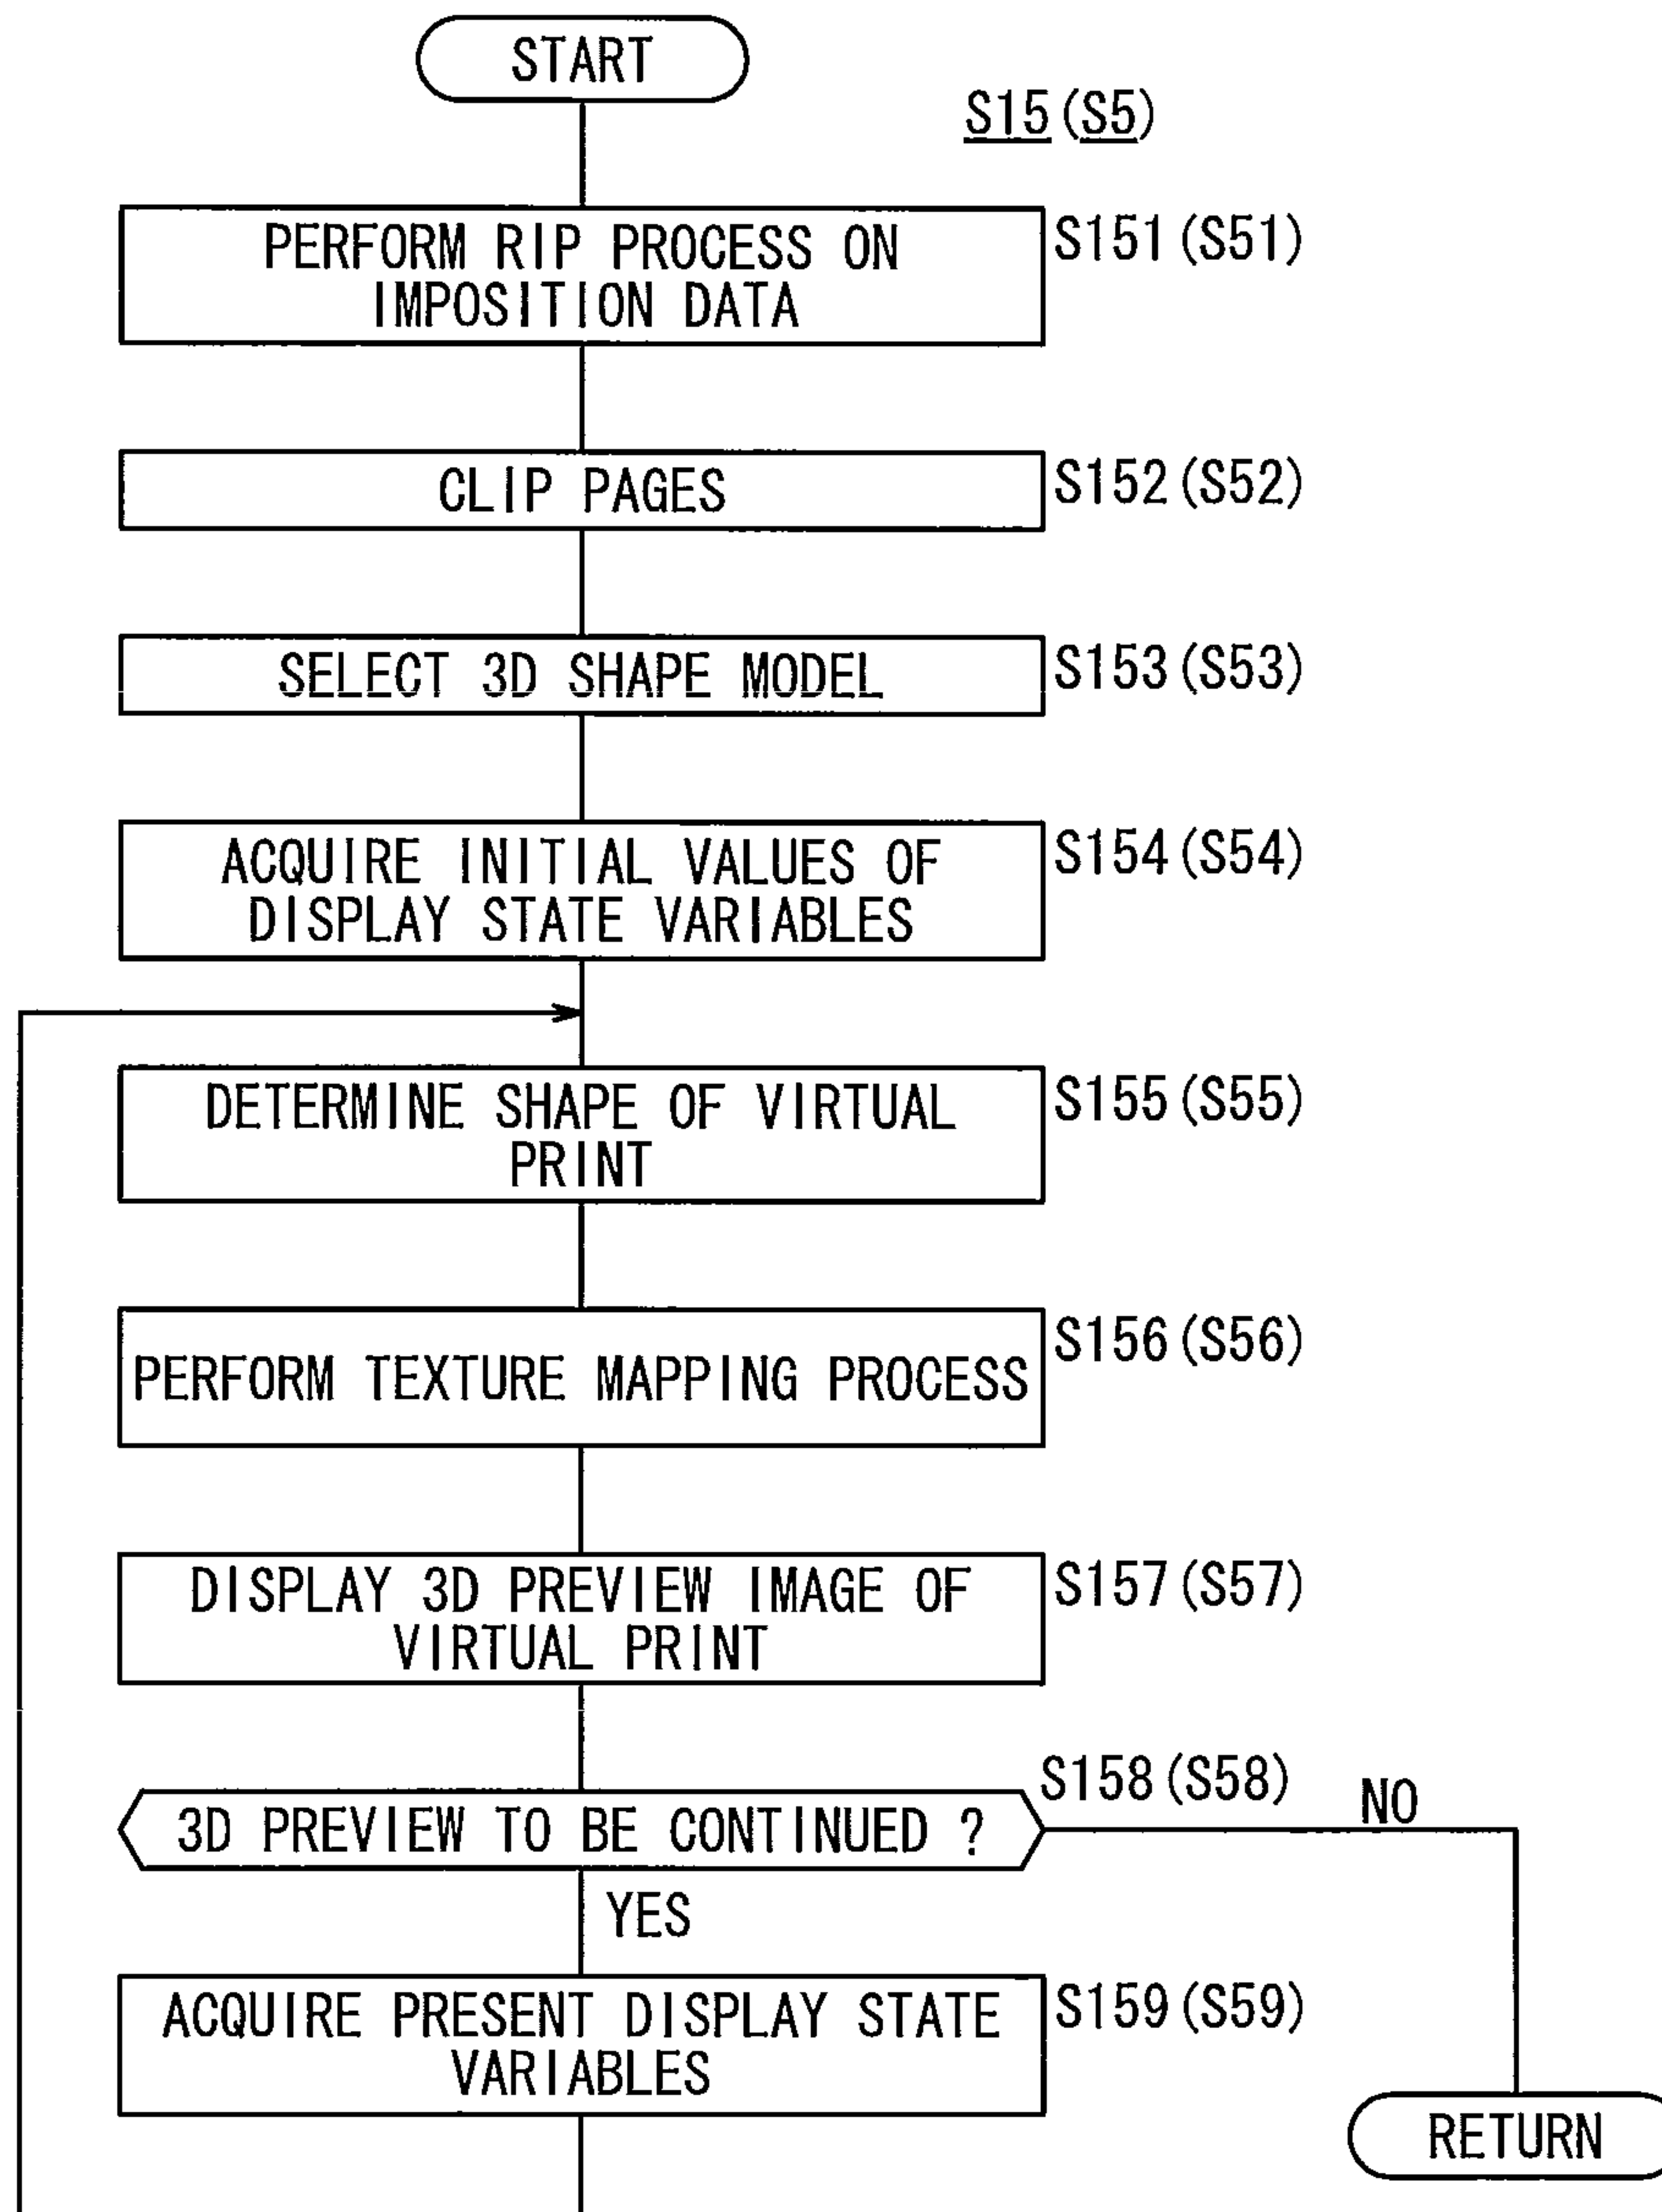 START
S15(S5)
PERFORM RIP PROCESS ON
IMPOSITION DATA
S151(S51)
CLIP PAGES
S152(S52)
SELECT 3D SHAPE MODEL
S153(S53)
ACQUIRE INITIAL VALUES OF
DISPLAY STATE VARIABLES
S154(S54)
DETERMINE SHAPE OF VIRTUAL
PRINT
S155(S55)
PERFORM TEXTURE MAPPING PROCESS
S156(S56)
DISPLAY 3D PREVIEW IMAGE OF
VIRTUAL PRINT
S157(S57)
3D PREVIEW TO BE CONTINUED ?
S158(S58)
NO
YES
ACQUIRE PRESENT DISPLAY STATE
VARIABLES
S159(S59)
RETURN